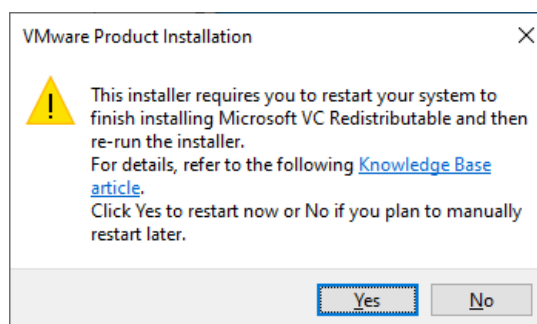 VMware Product Installation
This installer requires you to restart your system to
finish installing Microsoft VC Redistributable and then
re-run the installer.
For details, refer to the following Knowledge Base
article.
Click Yes to restart now or No if you plan to manually
restart later.
Yes
No